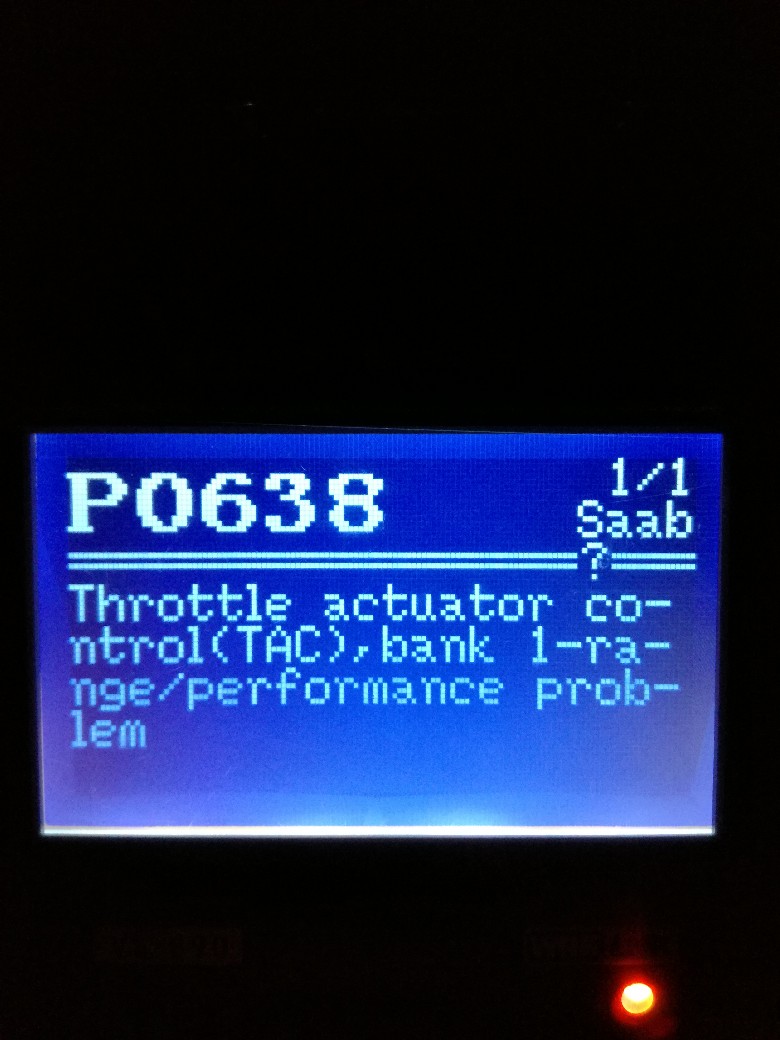 P0638
1/1
Saab
?
Throttle actuator co-
ntrol(TAC),bank 1-ra-
nge/performance prob-
lem